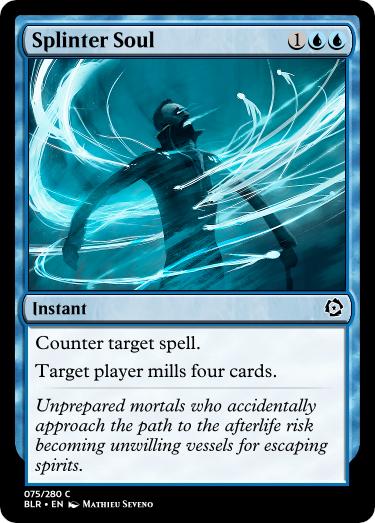 Splinter Soul 1
Instant
Counter target spell.
Target player mills four cards.
Unprepared mortals who accidentally
approach the path to the afterlife risk
becoming unwilling vessels for escaping
spirits.
075/280 C
BLR • EN Mathieu Seveno